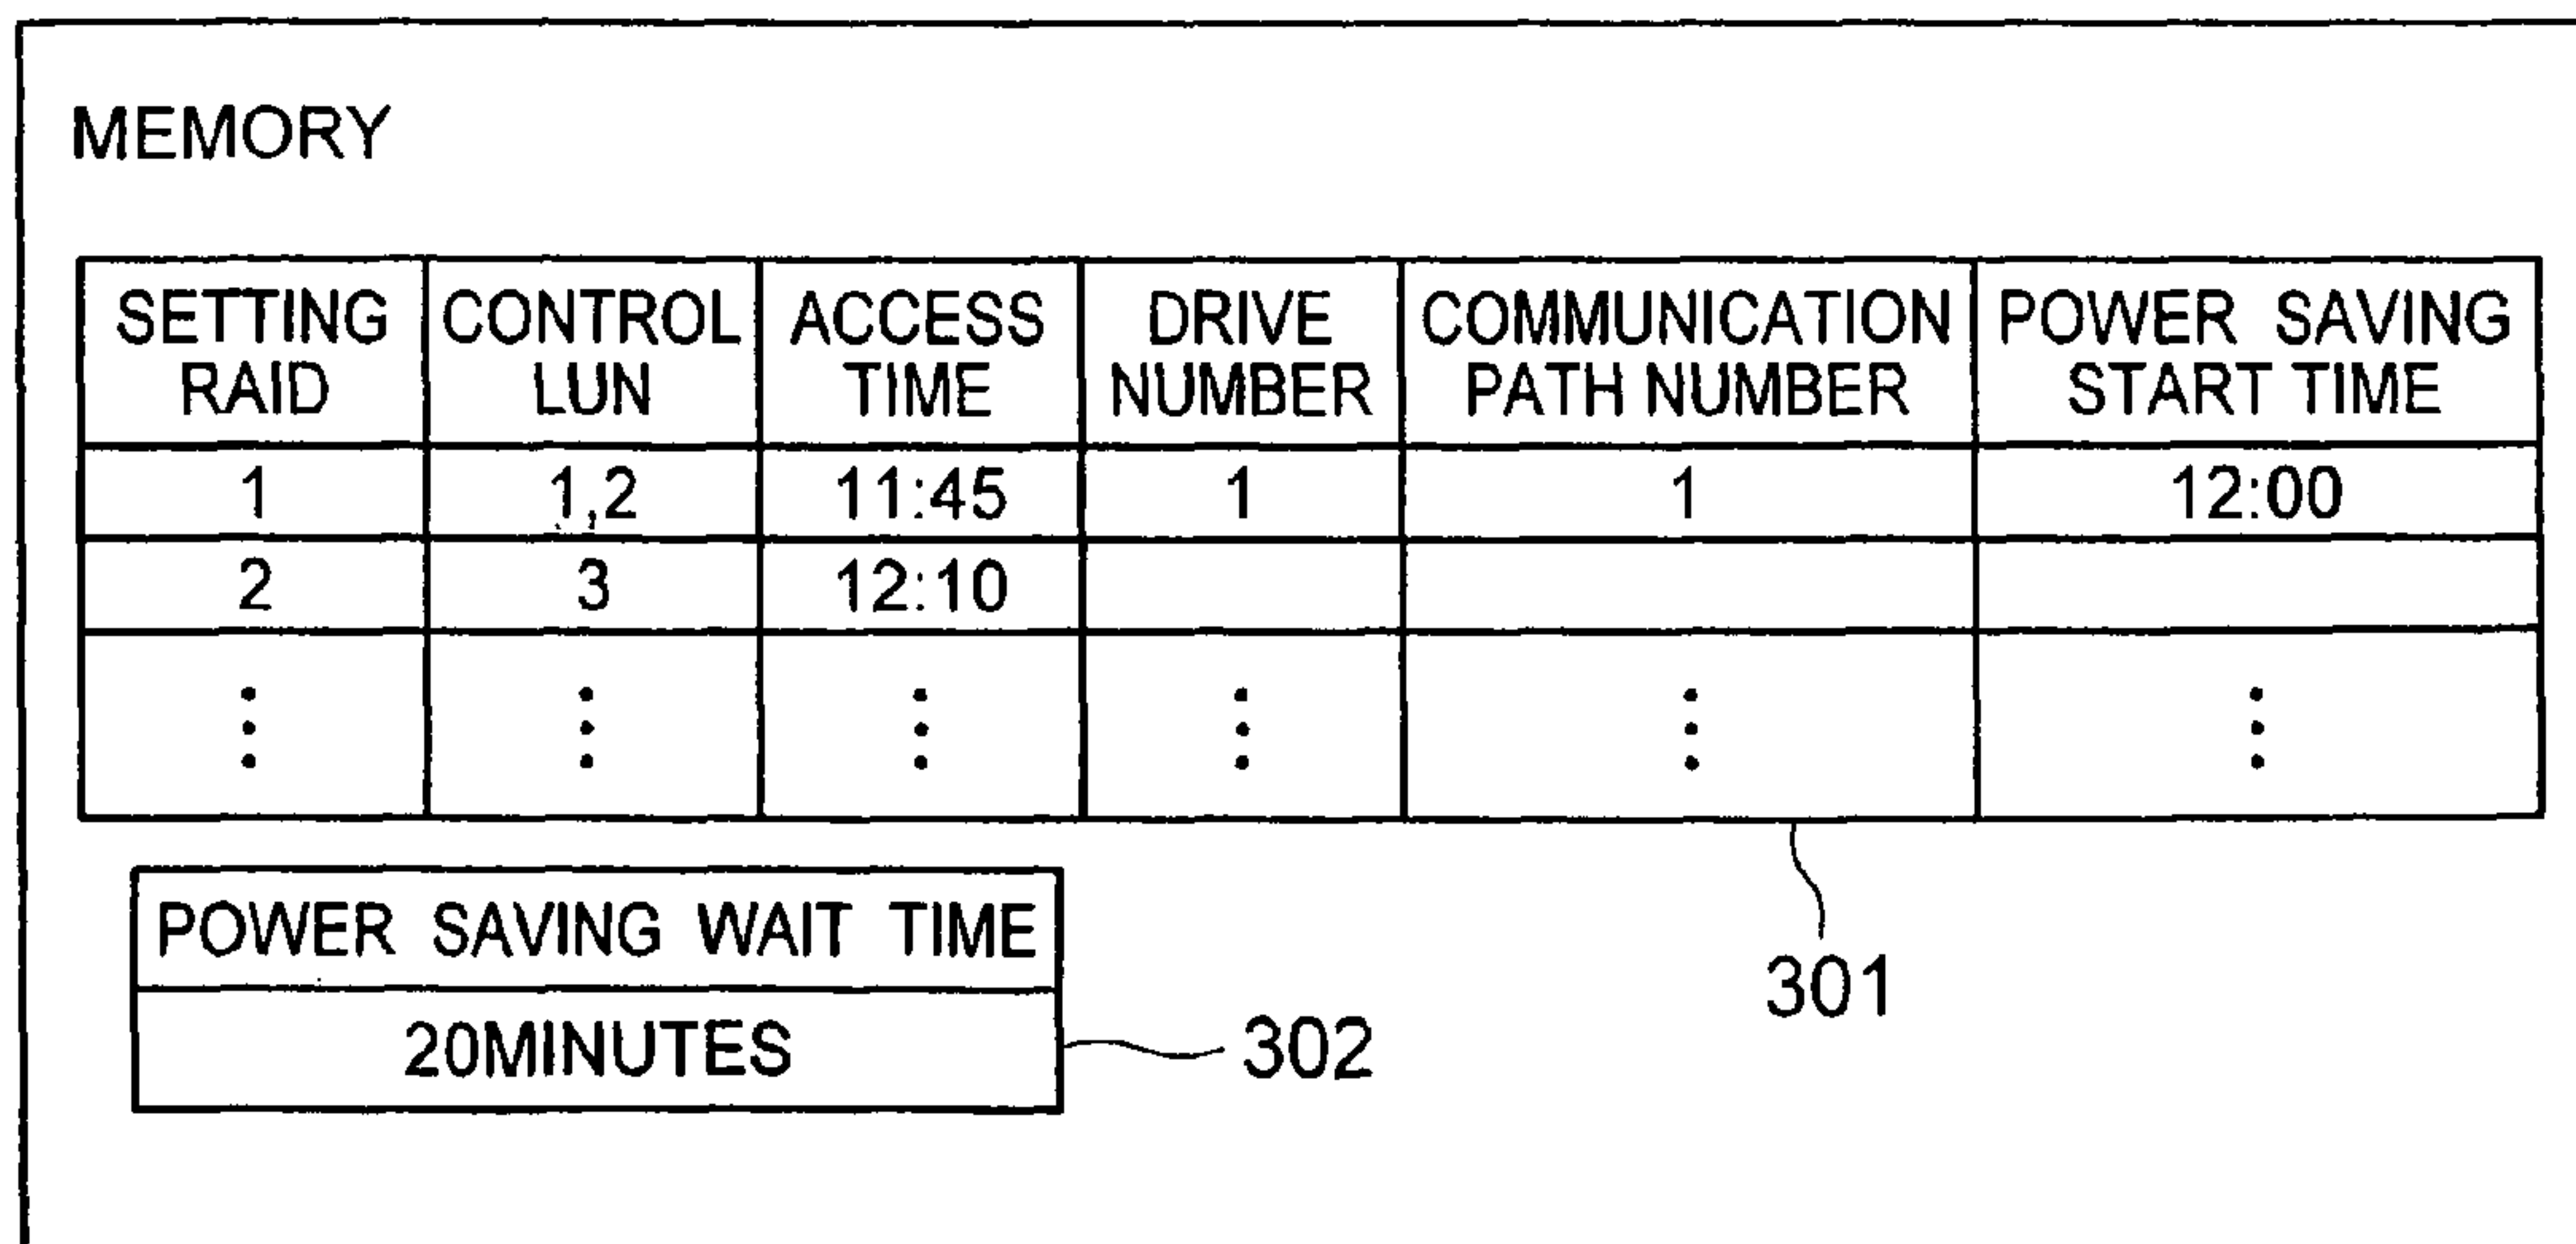 MEMORY
SETTING RAID CONTROL LUN ACCESS TIME DRIVE NUMBER COMMUNICATION PATH NUMBER POWER SAVING START TIME
1 1,2 11:45 1 1 12:00
2 3 12:10
POWER SAVING WAIT TIME
20MINUTES
301
302